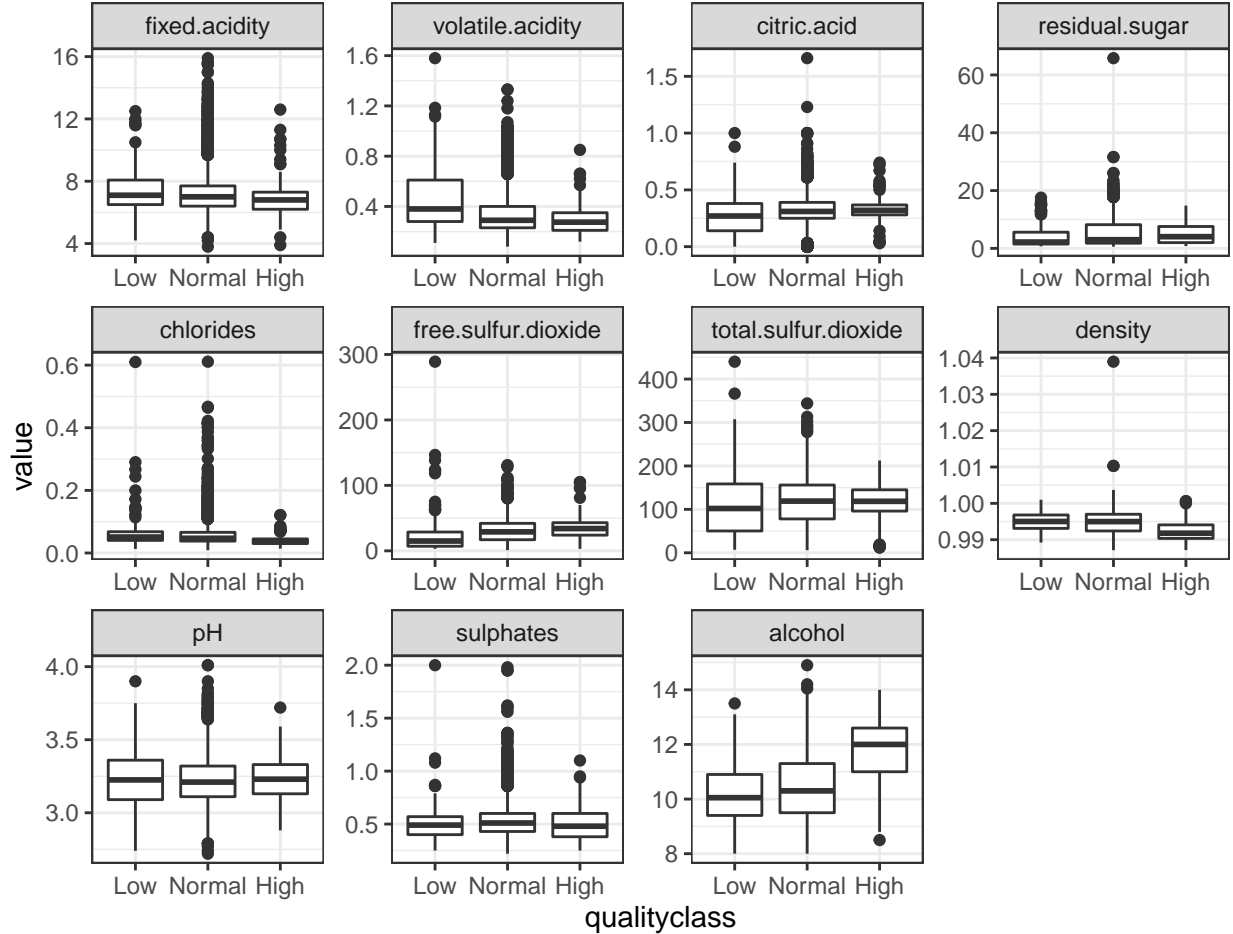 fixed.acidity
volatile.acidity
citric.acid
residual.sugar
16
12
8
4
1.6
1.2
0.8
0.4
1.5
1.0
0.5
0.0
60
40
20
0
Low Normal High
Low Normal High
Low Normal High
Low Normal High
chlorides
free.sulfur.dioxide
total.sulfur.dioxide
density
value
0.6
0.4
0.2
0.0
300
200
100
0
400
300
200
100
0
1.04
1.03
1.02
1.01
1.00
0.99
Low Normal High
Low Normal High
Low Normal High
Low Normal High
pH
sulphates
alcohol
4.0
3.5
3.0
2.0
1.5
1.0
0.5
14
12
10
8
Low Normal High
Low Normal High
Low Normal High
qualityclass